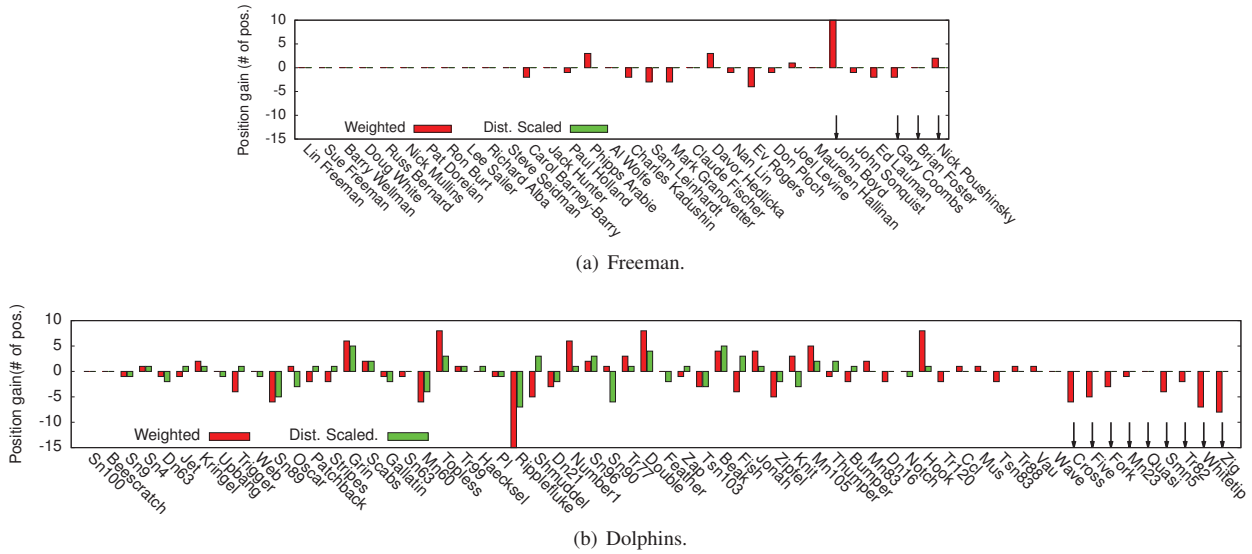 Position gain (# of pos.)
10
5
0
-5
-10
-15
Weighted
Dist. Scaled
Lin Freeman
Sue Freeman
Barry Wellman
Doug White
Russ Bernard
Nick Mullins
Pat Doreian
Ron Burt
Lee Sailer
Richard Alba
Steve Seidman
Carol Barney-Barry
Jack Hunter
Paul Holland
Phipps Arabie
Al Wolfe
Charles Kadushin
Sam Leinhardt
Mark Granovetter
Claude Fischer
Davor Hedlicka
Nan Lin
Ev Rogers
Don Ploch
Joel Levine
Maureen Hallinan
John Boyd
John Sonquist
Ed Lauman
Gary Coombs
Brian Foster
Nick Poushinsky
(a) Freeman.
Position gain(# of pos.)
10
5
0
-5
-10
-15
Weighted
Dist. Scaled.
Sn100
Beescratch
Sn9
Sn4
Dn63
Jet
Kringel
Upbang
Trigger
Web
Sn89
Oscar
Patchback
Stripes
Grin
Scabs
Gallatin
Sn63
Mn60
Topless
Tr99
Haecksel
Pl
Ripplefluke
Shmuddel
Dn21
Number1
Sn96
Sn90
Tr77
Double
Feather
Zap
Tsn103
Beak
Fish
Jonah
Zipfel
Knit
Mn105
Thumper
Bumper
Mn83
Dn16
Notch
Hook
Tr120
Ccl
Mus
Tsn83
Tr88
Vau
Wave
Cross
Five
Fork
Mn23
Quasi
Smn5
Tr82
Whitetip
Zig
(b) Dolphins.